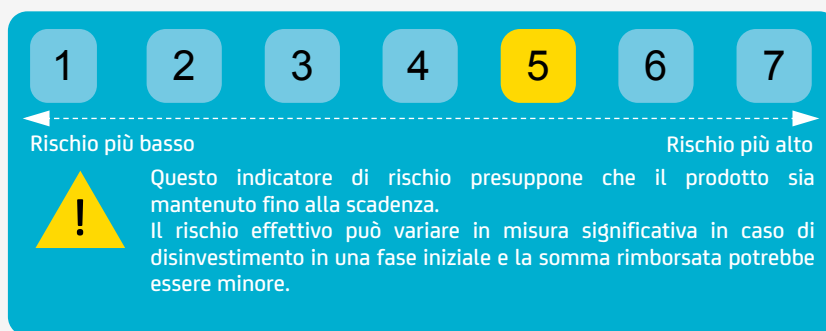 1 2 3 4 5 6 7
Rischio più basso Rischio più alto
Questo indicatore di rischio presuppone che il prodotto sia
mantenuto fino alla scadenza.
!
Il rischio effettivo può variare in misura significativa in caso di
disinvestimento in una fase iniziale e la somma rimborsata potrebbe
essere minore.